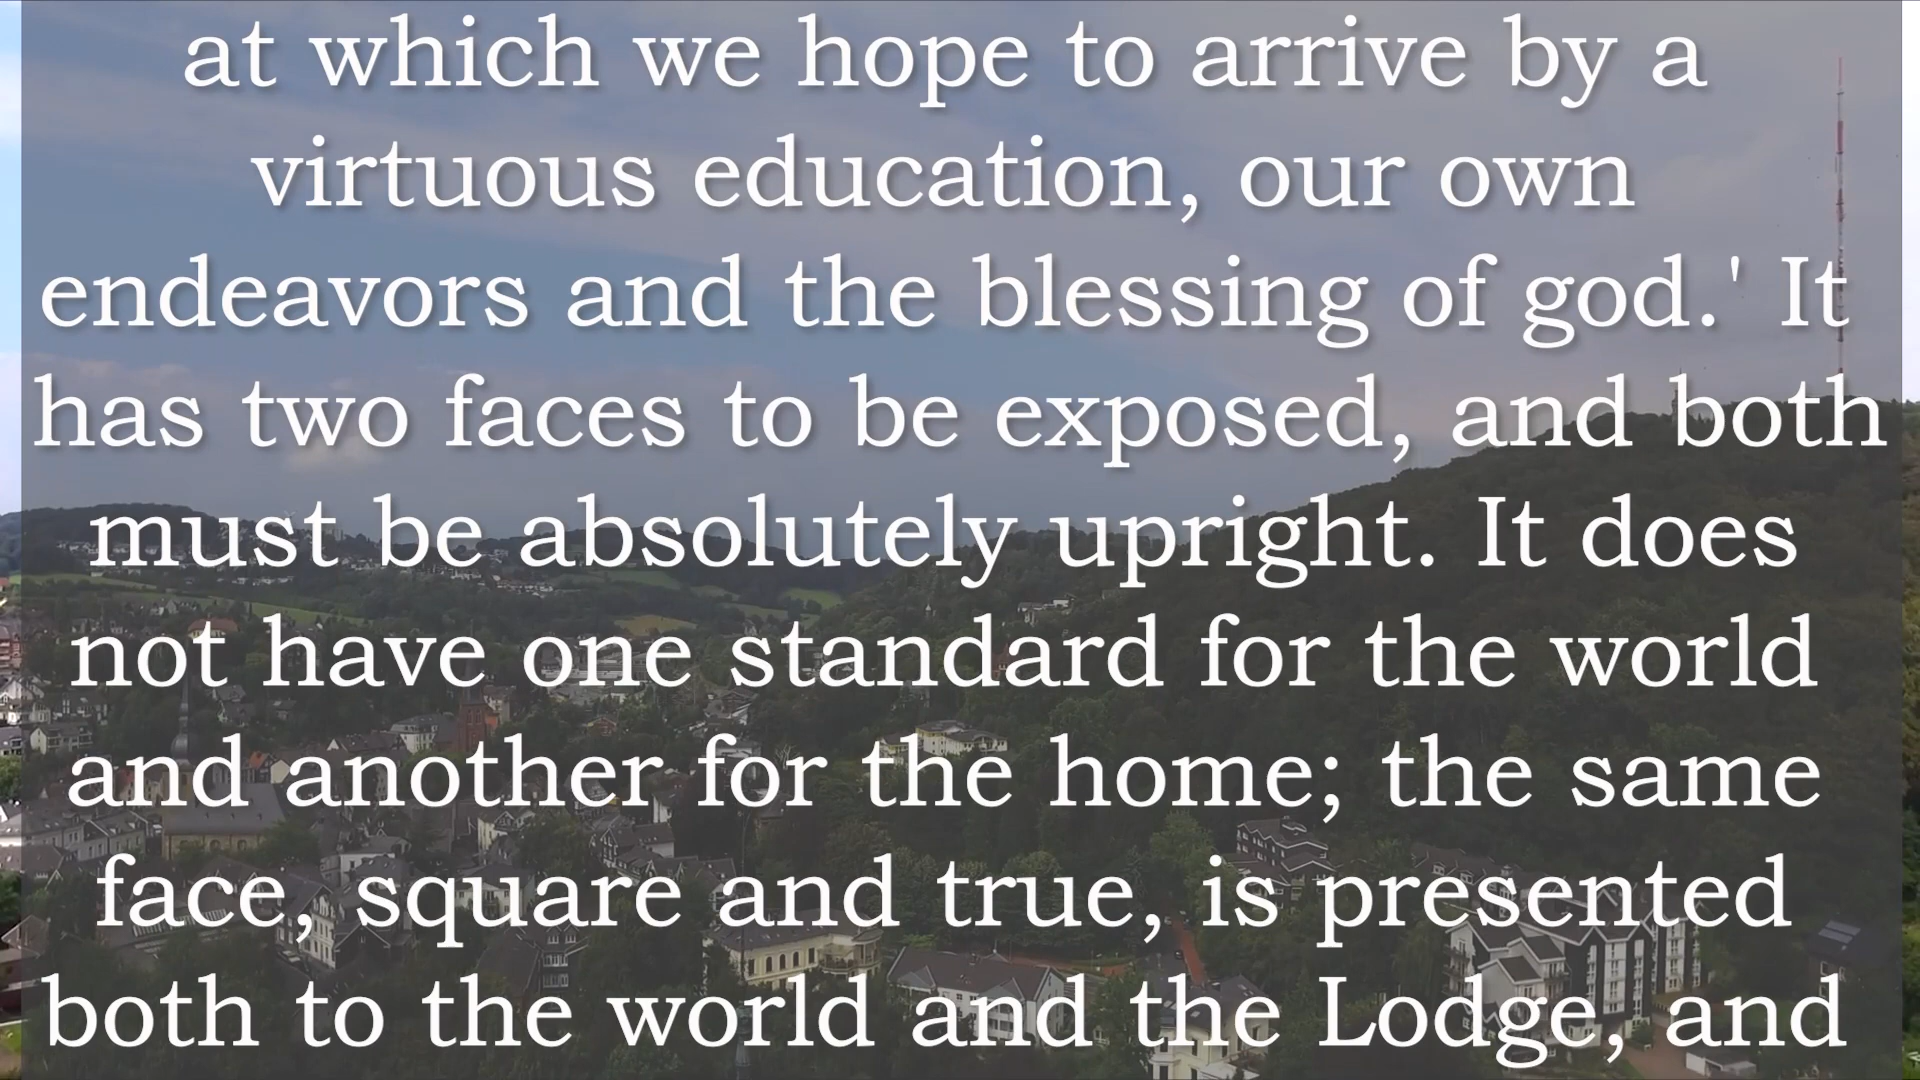 at which we hope to arrive by a
virtuous education, our own
endeavors and the blessing of god.' It
has two faces to be exposed, and both
must be absolutely upright. It does
not have one standard for the world
and another for the home; the same
face, square and true, is presented
both to the world and the Lodge, and